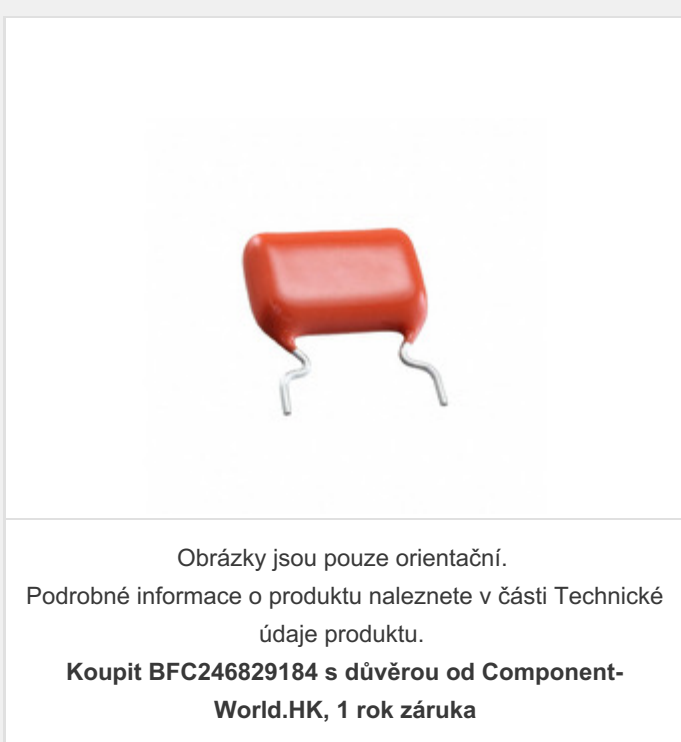 Obrázky jsou pouze orientační.
Podrobné informace o produktu naleznete v části Technické
údaje produktu.
Koupit BFC246829184 s důvěrou od Component-
World.HK, 1 rok záruka